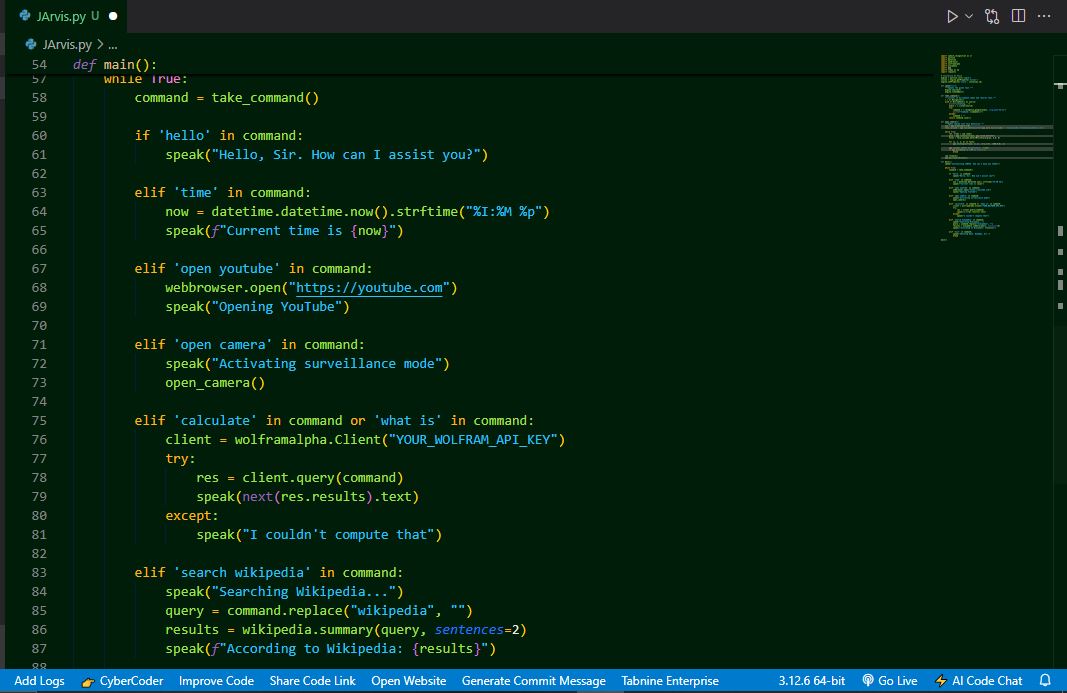 JArvis.py U
JArvis.py > ...
54 def main():
57 while True:
58 command = take_command()
59
60 if 'hello' in command:
61 speak("Hello, Sir. How can I assist you?")
62
63 elif 'time' in command:
64 now = datetime.datetime.now().strftime("%I:%M %p")
65 speak(f"Current time is {now}")
66
67 elif 'open youtube' in command:
68 webbrowser.open("https://youtube.com")
69 speak("Opening YouTube")
70
71 elif 'open camera' in command:
72 speak("Activating surveillance mode")
73 open_camera()
74
75 elif 'calculate' in command or 'what is' in command:
76 client = wolframalpha.Client("YOUR_WOLFRAM_API_KEY")
77 try:
78 res = client.query(command)
79 speak(next(res.results).text)
80 except:
81 speak("I couldn't compute that")
82
83 elif 'search wikipedia' in command:
84 speak("Searching Wikipedia...")
85 query = command.replace("wikipedia", "")
86 results = wikipedia.summary(query, sentences=2)
87 speak(f"According to Wikipedia: {results}")
88
Add Logs CyberCoder Improve Code Share Code Link Open Website Generate Commit Message Tabnine Enterprise 3.12.6 64-bit Go Live AI Code Chat